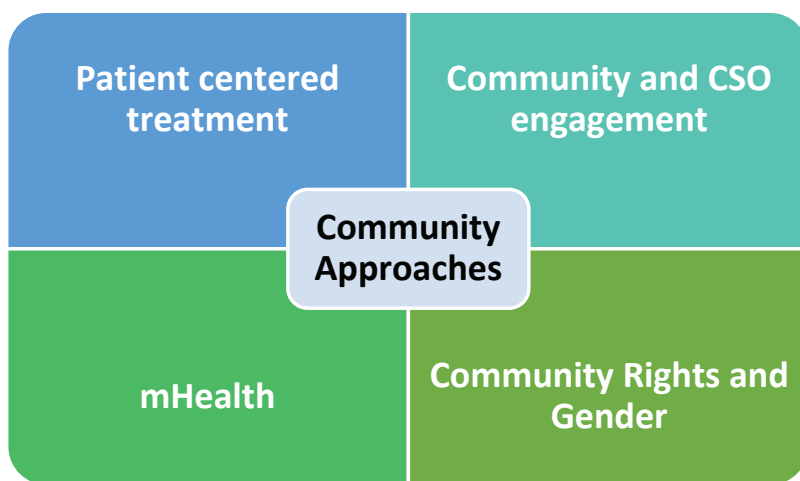 Patient centered
treatment
Community and CSO
engagement
Community
Approaches
mHealth
Community Rights and
Gender